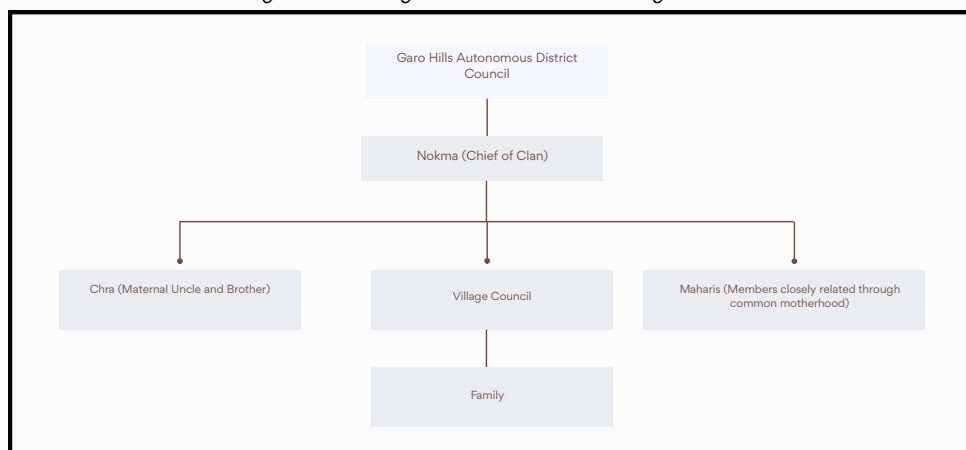 Garo Hills Autonomous District
Council
Nokma (Chief of Clan)
Chra (Maternal Uncle and Brother)
Village Council
Maharis (Members closely related through
common motherhood)
Family